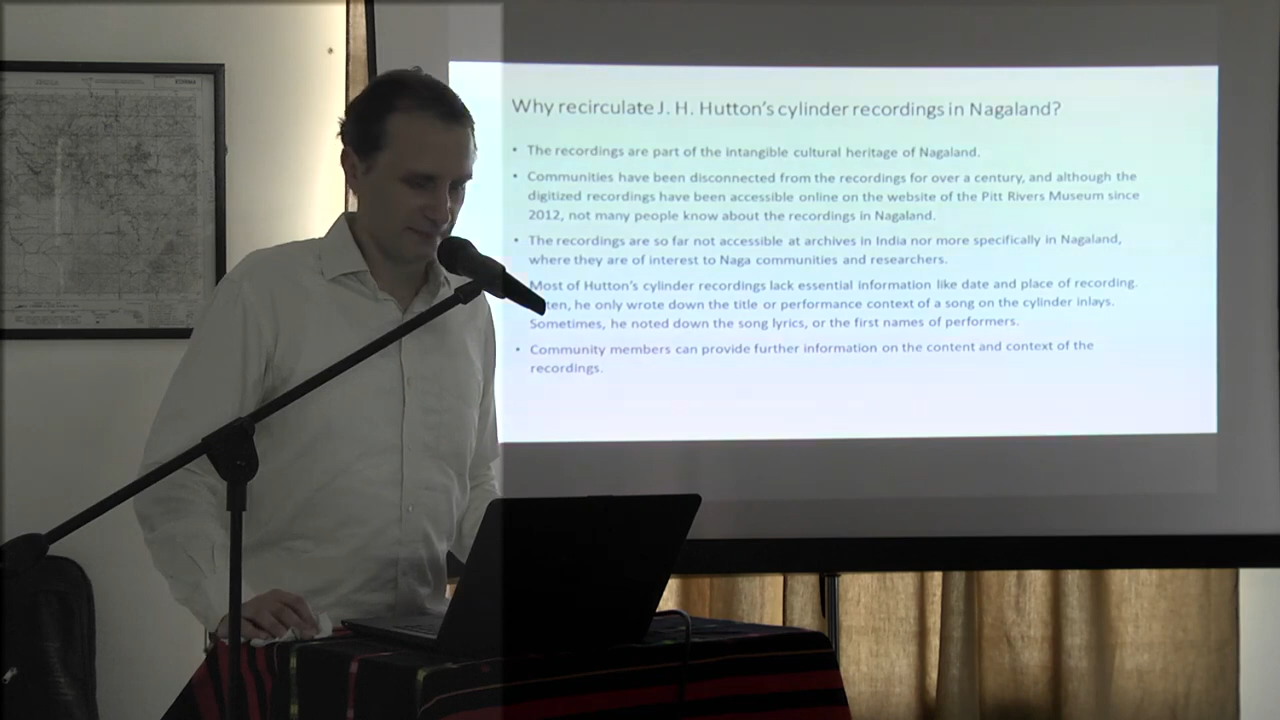 Why recirculate J. H. Hutton's cylinder recordings in Nagaland?
• The recordings are part of the intangible cultural heritage of Nagaland.
• Communities have been disconnected from the recordings for over a century, and although the
digitized recordings have been accessible online on the website of the Pitt Rivers Museum since
2012, not many people know about the recordings in Nagaland.
• The recordings are so far not accessible at archives in India nor more specifically in Nagaland,
where they are of interest to Naga communities and researchers.
Most of Hutton's cylinder recordings lack essential information like date and place of recording.
ten, he only wrote down the title or performance context of a song on the cylinder inlays.
Sometimes, he noted down the song lyrics, or the first names of performers.
• Community members can provide further information on the content and context of the
recordings.